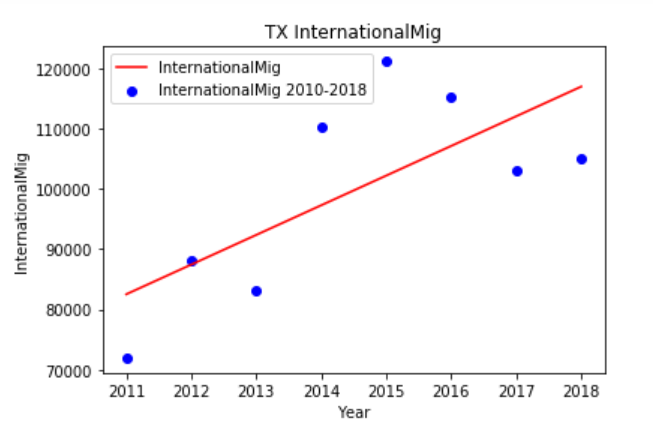 TX InternationalMig
InternationalMig
InternationalMig 2010-2018
120000
110000
100000
90000
80000
70000
InternationalMig
2011 2012 2013 2014 2015 2016 2017 2018
Year